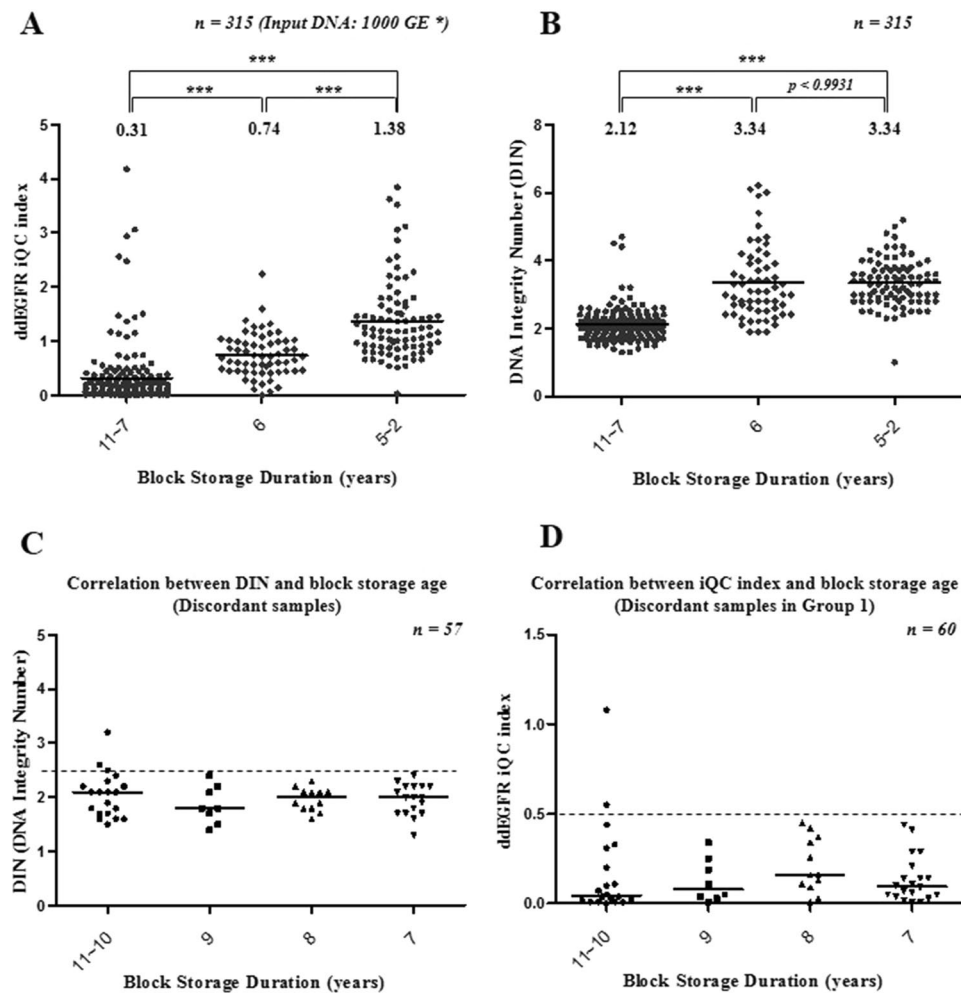 A
n = 315 (Input DNA: 1000 GE *)
***
*** ***
0.31 0.74 1.38
5
4
3
2
1
0
ddEGFR iQC index
11~7 6 5~2
Block Storage Duration (years)
B
n = 315
***
*** p < 0.9931
2.12 3.34 3.34
8
6
4
2
0
DNA Integrity Number (DIN)
11~7 6 5~2
Block Storage Duration (years)
C
Correlation between DIN and block storage age
(Discordant samples)
n = 57
5
4
3
2
1
0
DIN (DNA Integrity Number)
11~10 9 8 7
Block Storage Duration (years)
D
Correlation between iQC index and block storage age
(Discordant samples in Group 1)
n = 60
1.5
1.0
0.5
0.0
ddEGFR iQC index
11~10 9 8 7
Block Storage Duration (years)